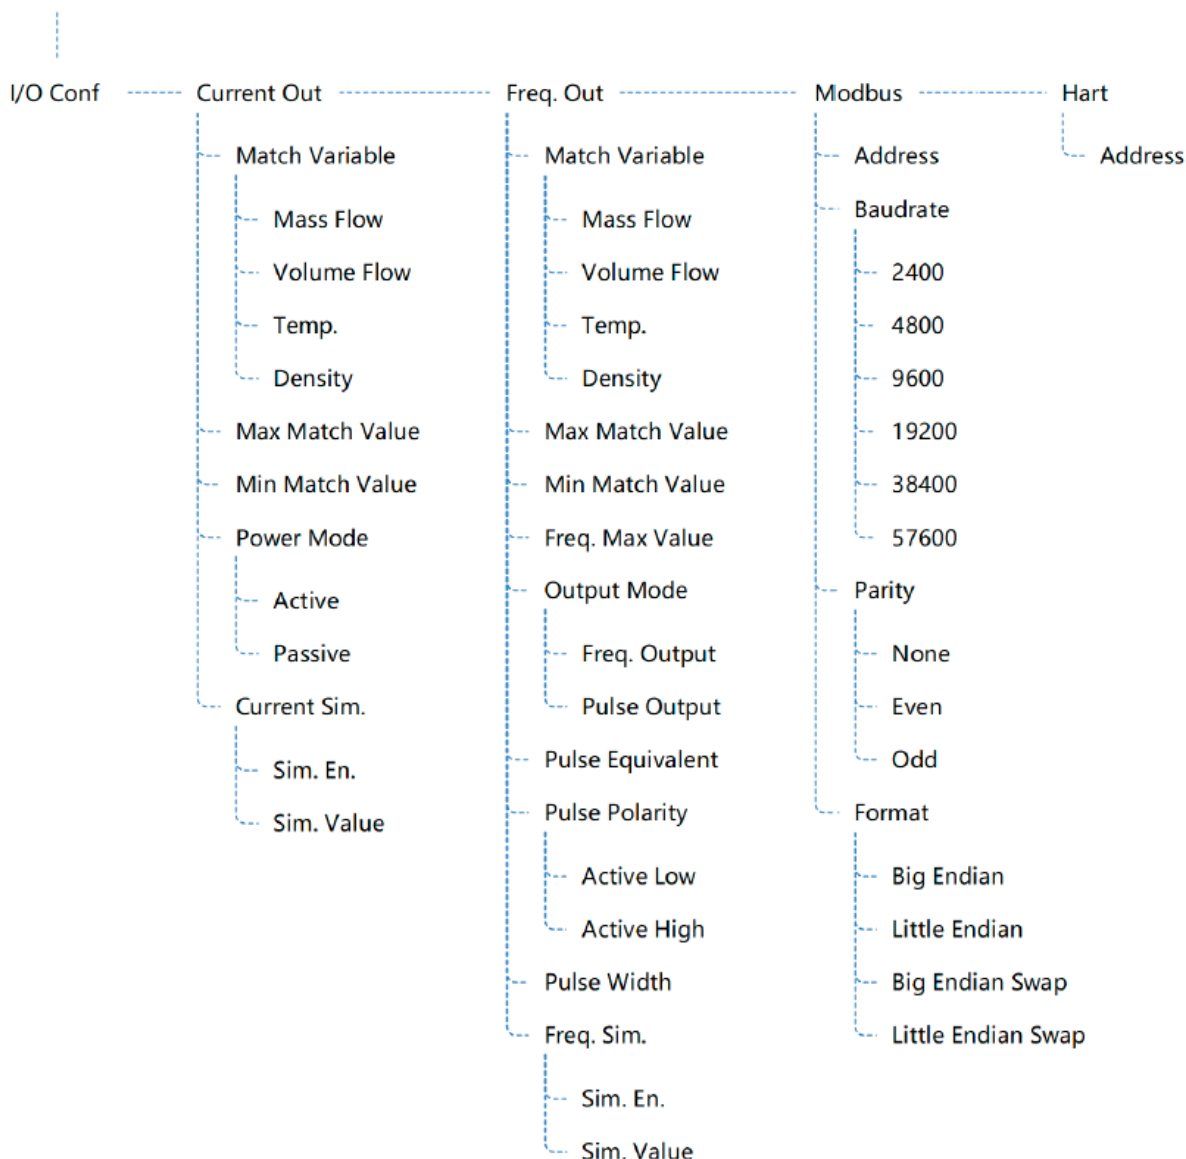 I/O Conf
Current Out
Match Variable
Mass Flow
Volume Flow
Temp.
Density
Max Match Value
Min Match Value
Power Mode
Active
Passive
Current Sim.
Sim. En.
Sim. Value
Freq. Out
Match Variable
Mass Flow
Volume Flow
Temp.
Density
Max Match Value
Min Match Value
Freq. Max Value
Output Mode
Freq. Output
Pulse Output
Pulse Equivalent
Pulse Polarity
Active Low
Active High
Pulse Width
Freq. Sim.
Sim. En.
Sim. Value
Modbus
Address
Baudrate
2400
4800
9600
19200
38400
57600
Parity
None
Even
Odd
Format
Big Endian
Little Endian
Big Endian Swap
Little Endian Swap
Hart
Address